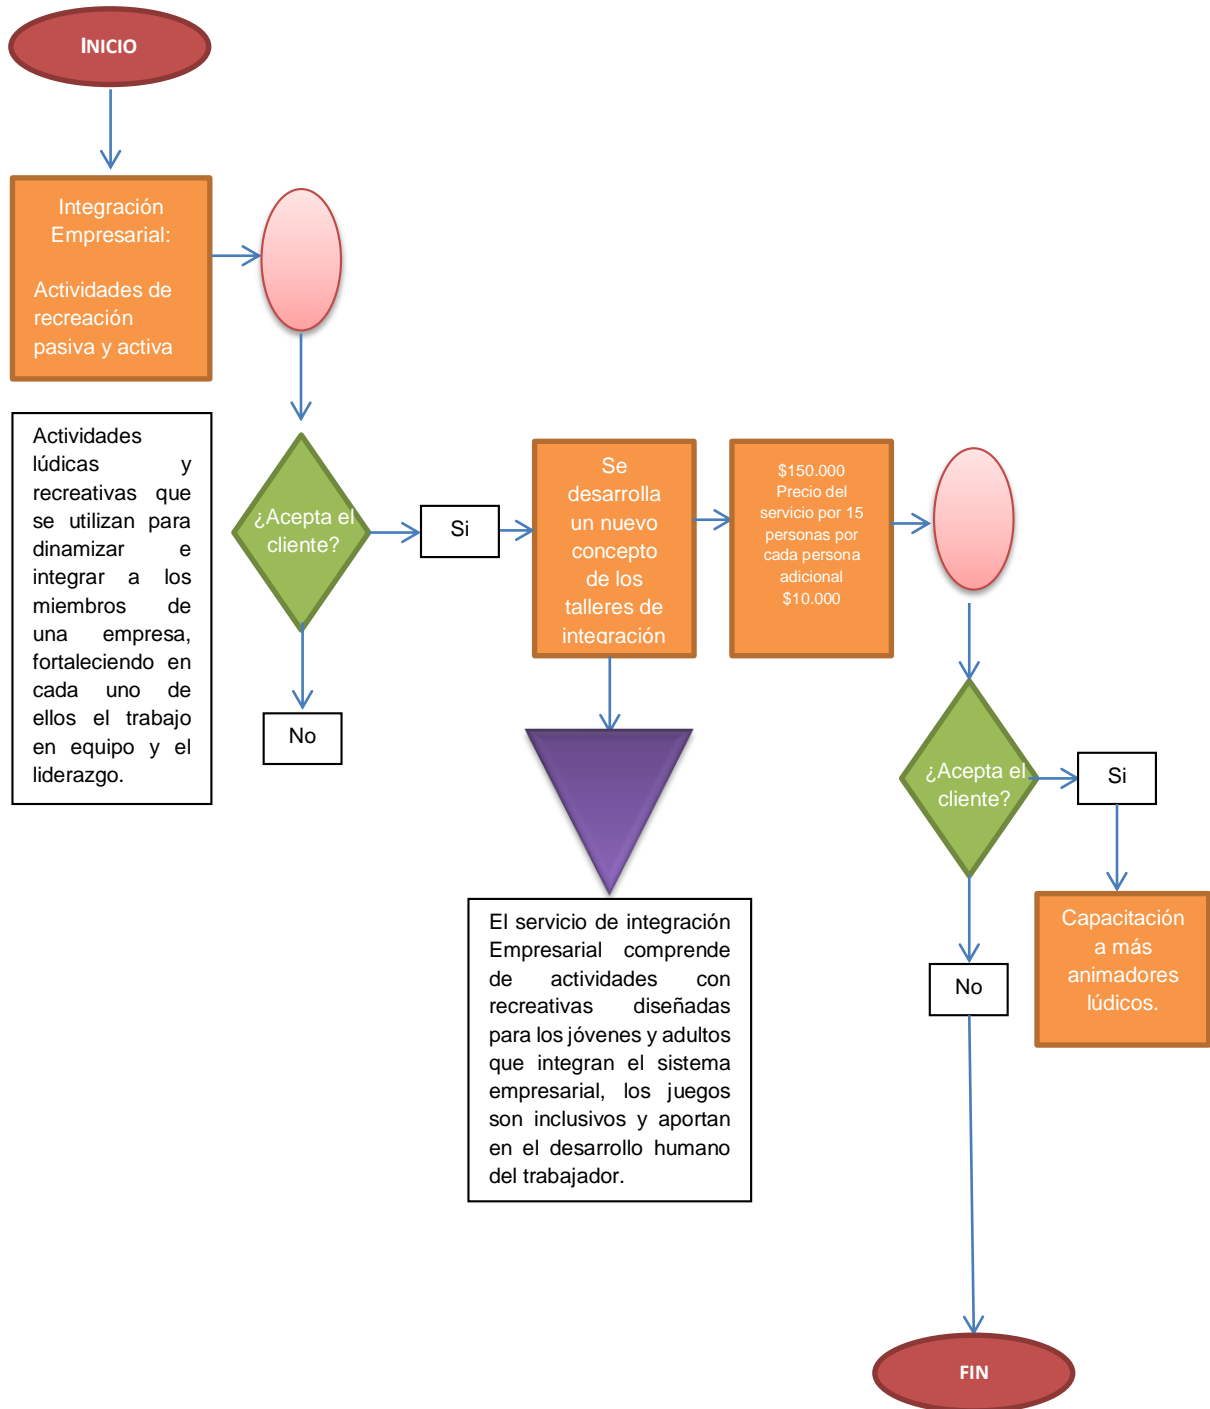 INICIO
Integración
Empresarial:
Actividades de
recreación
pasiva y activa
Actividades
lúdicas y
recreativas que
se utilizan para
dinamizar e
integrar a los
miembros de
una empresa,
fortaleciendo en
cada uno de
ellos el trabajo
en equipo y el
liderazgo.
¿Acepta el
cliente?
Si
No
Se
desarrolla
un nuevo
concepto
de los
talleres de
integración
$150.000
Precio del
servicio por 15
personas por
cada persona
adicional
$10.000
El servicio de integración
Empresarial comprende
de actividades con
recreativas diseñadas
para los jóvenes y adultos
que integran el sistema
empresarial, los juegos
son inclusivos y aportan
en el desarrollo humano
del trabajador.
¿Acepta el
cliente?
Si
No
Capacitación
a más
animadores
lúdicos.
FIN